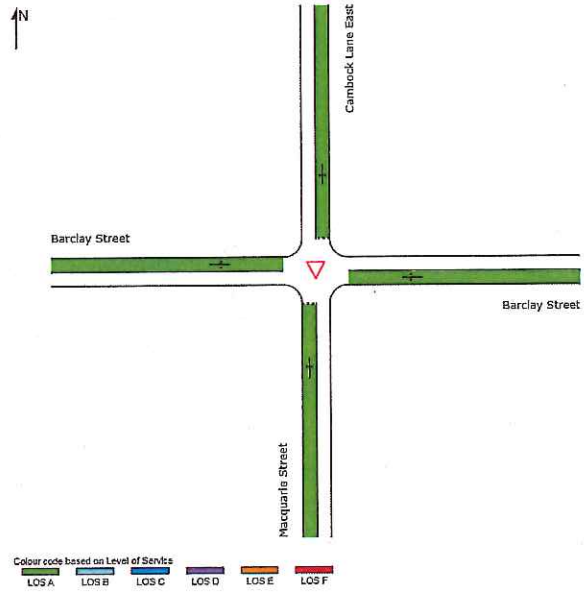 N
Cambock Lane East
Barclay Street
Barclay Street
Macquarie Street
Colour code based on Level of Service
LOS A LOS B LOS C LOS D LOS E LOS F